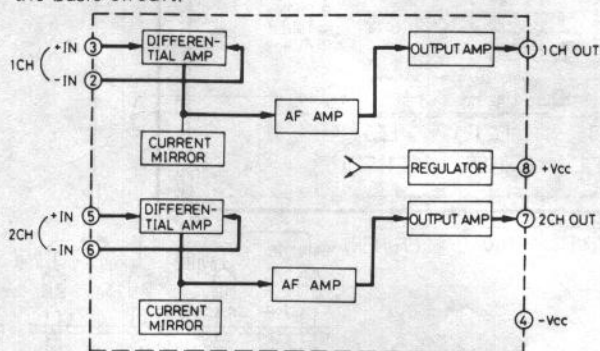 the basic circuit.
DIFFEREN-
TIAL AMP
OUTPUT AMP
1CH OUT
1
1CH
+IN
3
-IN
2
AF AMP
CURRENT
MIRROR
REGULATOR
8
+Vcc
2CH
+IN
5
-IN
6
DIFFEREN-
TIAL AMP
OUTPUT AMP
7
2CH OUT
AF AMP
CURRENT
MIRROR
4
-Vcc